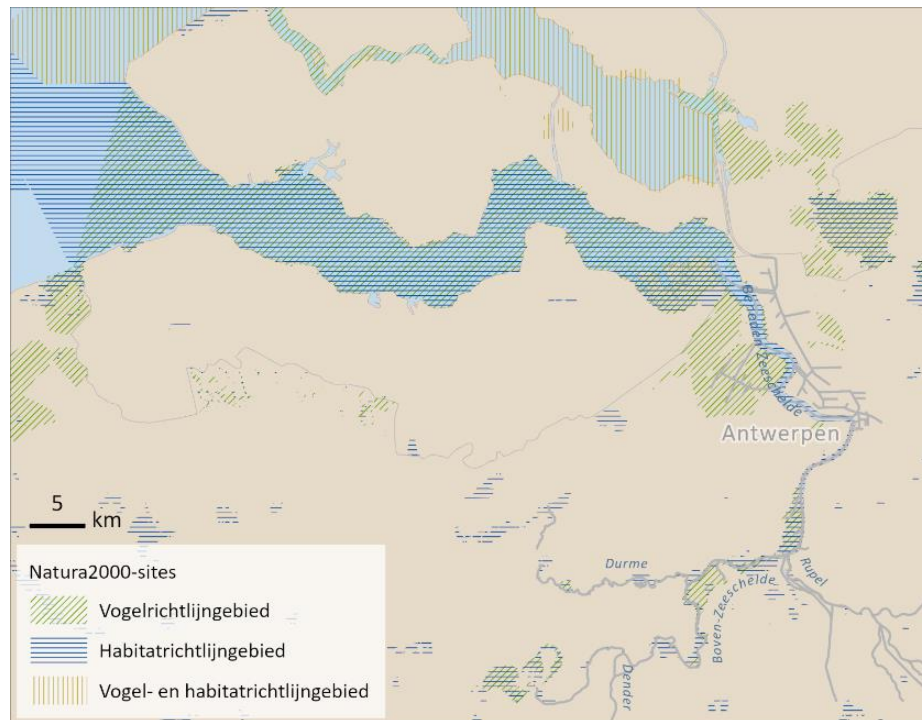 Beneden-Zeeschelde
Antwerpen
5
km
Durme
Rupel
Boven-Zeeschelde
Dender
Natura2000-sites
Vogelrichtlijngebied
Habitatrichtlijngebied
Vogel- en habitatrichtlijngebied